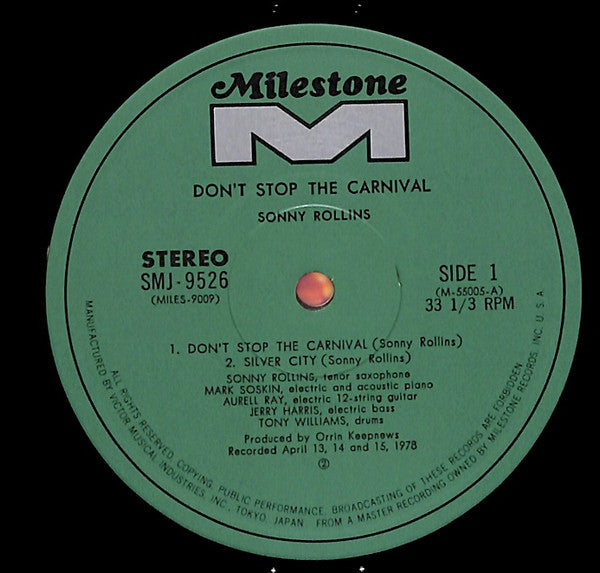 Milestone
DON'T STOP THE CARNIVAL
SONNY ROLLINS
STEREO
SMJ-9526
(MILES-9009)
SIDE 1
(M-55005-A)
33 1/3 RPM
1. DON'T STOP THE CARNIVAL (Sonny Rollins)
2. SILVER CITY (Sonny Rollins)
SONNY ROLLINS, tenor saxophone
MARK SOSKIN, electric and acoustic piano
AURELL RAY, electric 12-string guitar
JERRY HARRIS, electric bass
TONY WILLIAMS, drums
Produced by Orrin Keepnews
Recorded April 13, 14 and 15, 1978
Ⓟ
ALL RIGHTS RESERVED. COPYING, PUBLIC PERFORMANCE, BROADCASTING OF THESE RECORDS ARE FORBIDDEN.
MANUFACTURED BY VICTOR MUSICAL INDUSTRIES, INC., TOKYO, JAPAN. FROM A MASTER RECORDING OWNED BY MILESTONE RECORDS, INC. U.S.A.